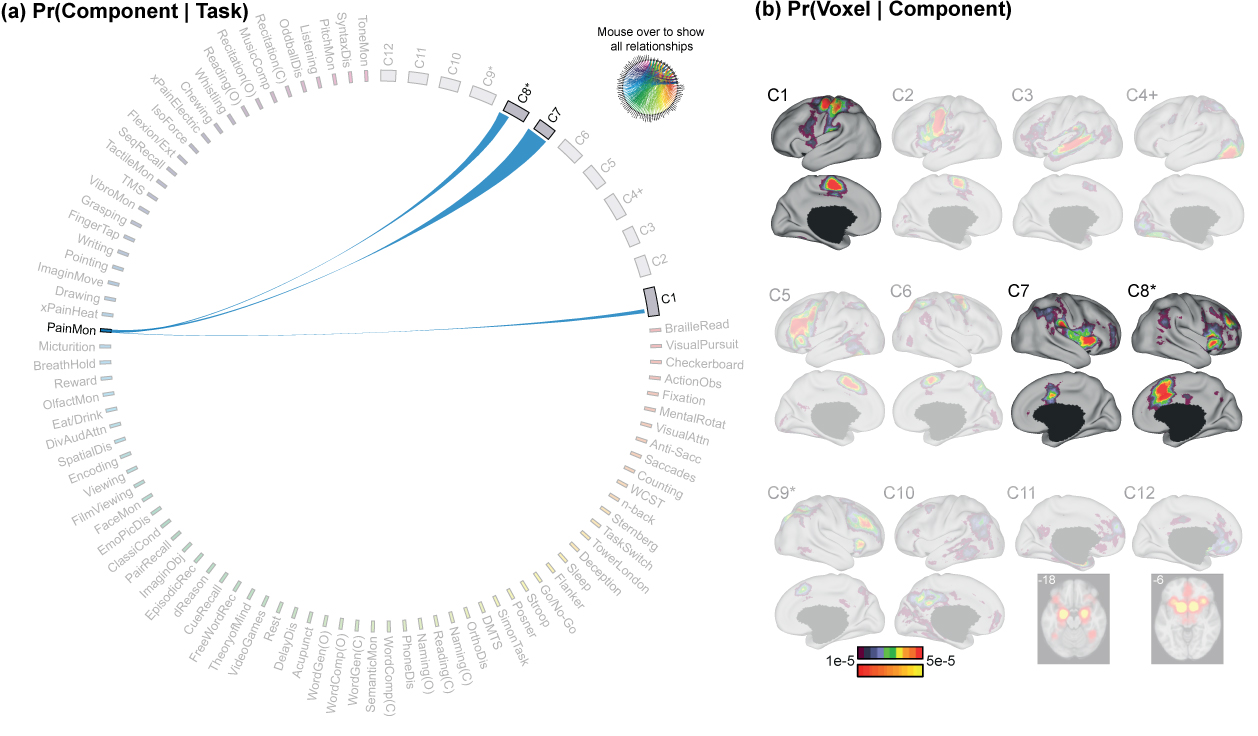 (a) Pr(Component | Task)
(b) Pr(Voxel | Component)
Mouse over to show
all relationships
C12
C11
C10
C9*
C8*
C7
C6
C5
C4+
C3
C2
C1
BrailleRead
VisualPursuit
Checkerboard
ActionObs
Fixation
MentalRotat
VisualAttn
Anti-Sacc
Saccades
Counting
WCST
n-back
Sternberg
TaskSwitch
TowerLondon
Deception
Sleep
Flanker
Go/No-Go
Stroop
Posner
SimonTask
DMTS
OrthoDis
Naming(C)
Reading(C)
Naming(O)
PhoneDis
WordComp(C)
SemanticMon
WordGen(C)
WordComp(O)
WordGen(O)
Acupunct
DelayDis
Rest
VideoGames
TheoryofMind
FreeWordRec
CueRecall
dReason
EpisodicRec
ImaginObj
PairRecall
ClassiCond
EmoPicDis
FaceMon
FilmViewing
Viewing
Encoding
SpatialDis
DivAudAttn
Eat/Drink
OlfactMon
Reward
BreathHold
Micturition
PainMon
xPainHeat
Drawing
ImaginMove
Pointing
Writing
FingerTap
Grasping
VibroMon
TMS
TactileMon
SeqRecall
Flexion/Ext
IsoForce
xPainElectric
Chewing
Whistling
Reading(O)
Recitation(O)
MusicComp
Recitation(C)
OddballDis
Listening
PitchMon
SyntaxDis
ToneMon
C1
C2
C3
C4+
C5
C6
C7
C8*
C9*
C10
C11
C12
-18
-6
1e-5
5e-5